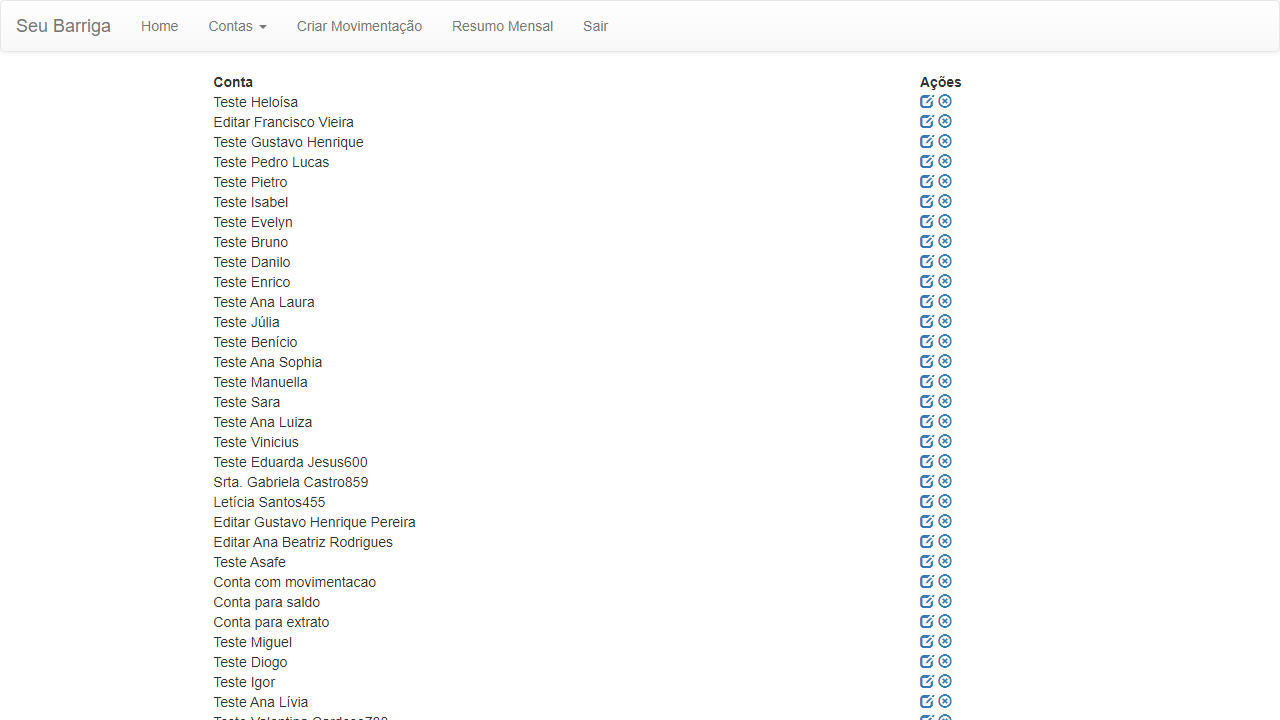 Seu Barriga Home Contas Criar Movimentação Resumo Mensal Sair
Conta Ações
Teste Heloísa
Editar Francisco Vieira
Teste Gustavo Henrique
Teste Pedro Lucas
Teste Pietro
Teste Isabel
Teste Evelyn
Teste Bruno
Teste Danilo
Teste Enrico
Teste Ana Laura
Teste Júlia
Teste Benício
Teste Ana Sophia
Teste Manuella
Teste Sara
Teste Ana Luiza
Teste Vinicius
Teste Eduarda Jesus600
Srta. Gabriela Castro859
Letícia Santos455
Editar Gustavo Henrique Pereira
Editar Ana Beatriz Rodrigues
Teste Asafe
Conta com movimentacao
Conta para saldo
Conta para extrato
Teste Miguel
Teste Diogo
Teste Igor
Teste Ana Lívia
Teste Valentina